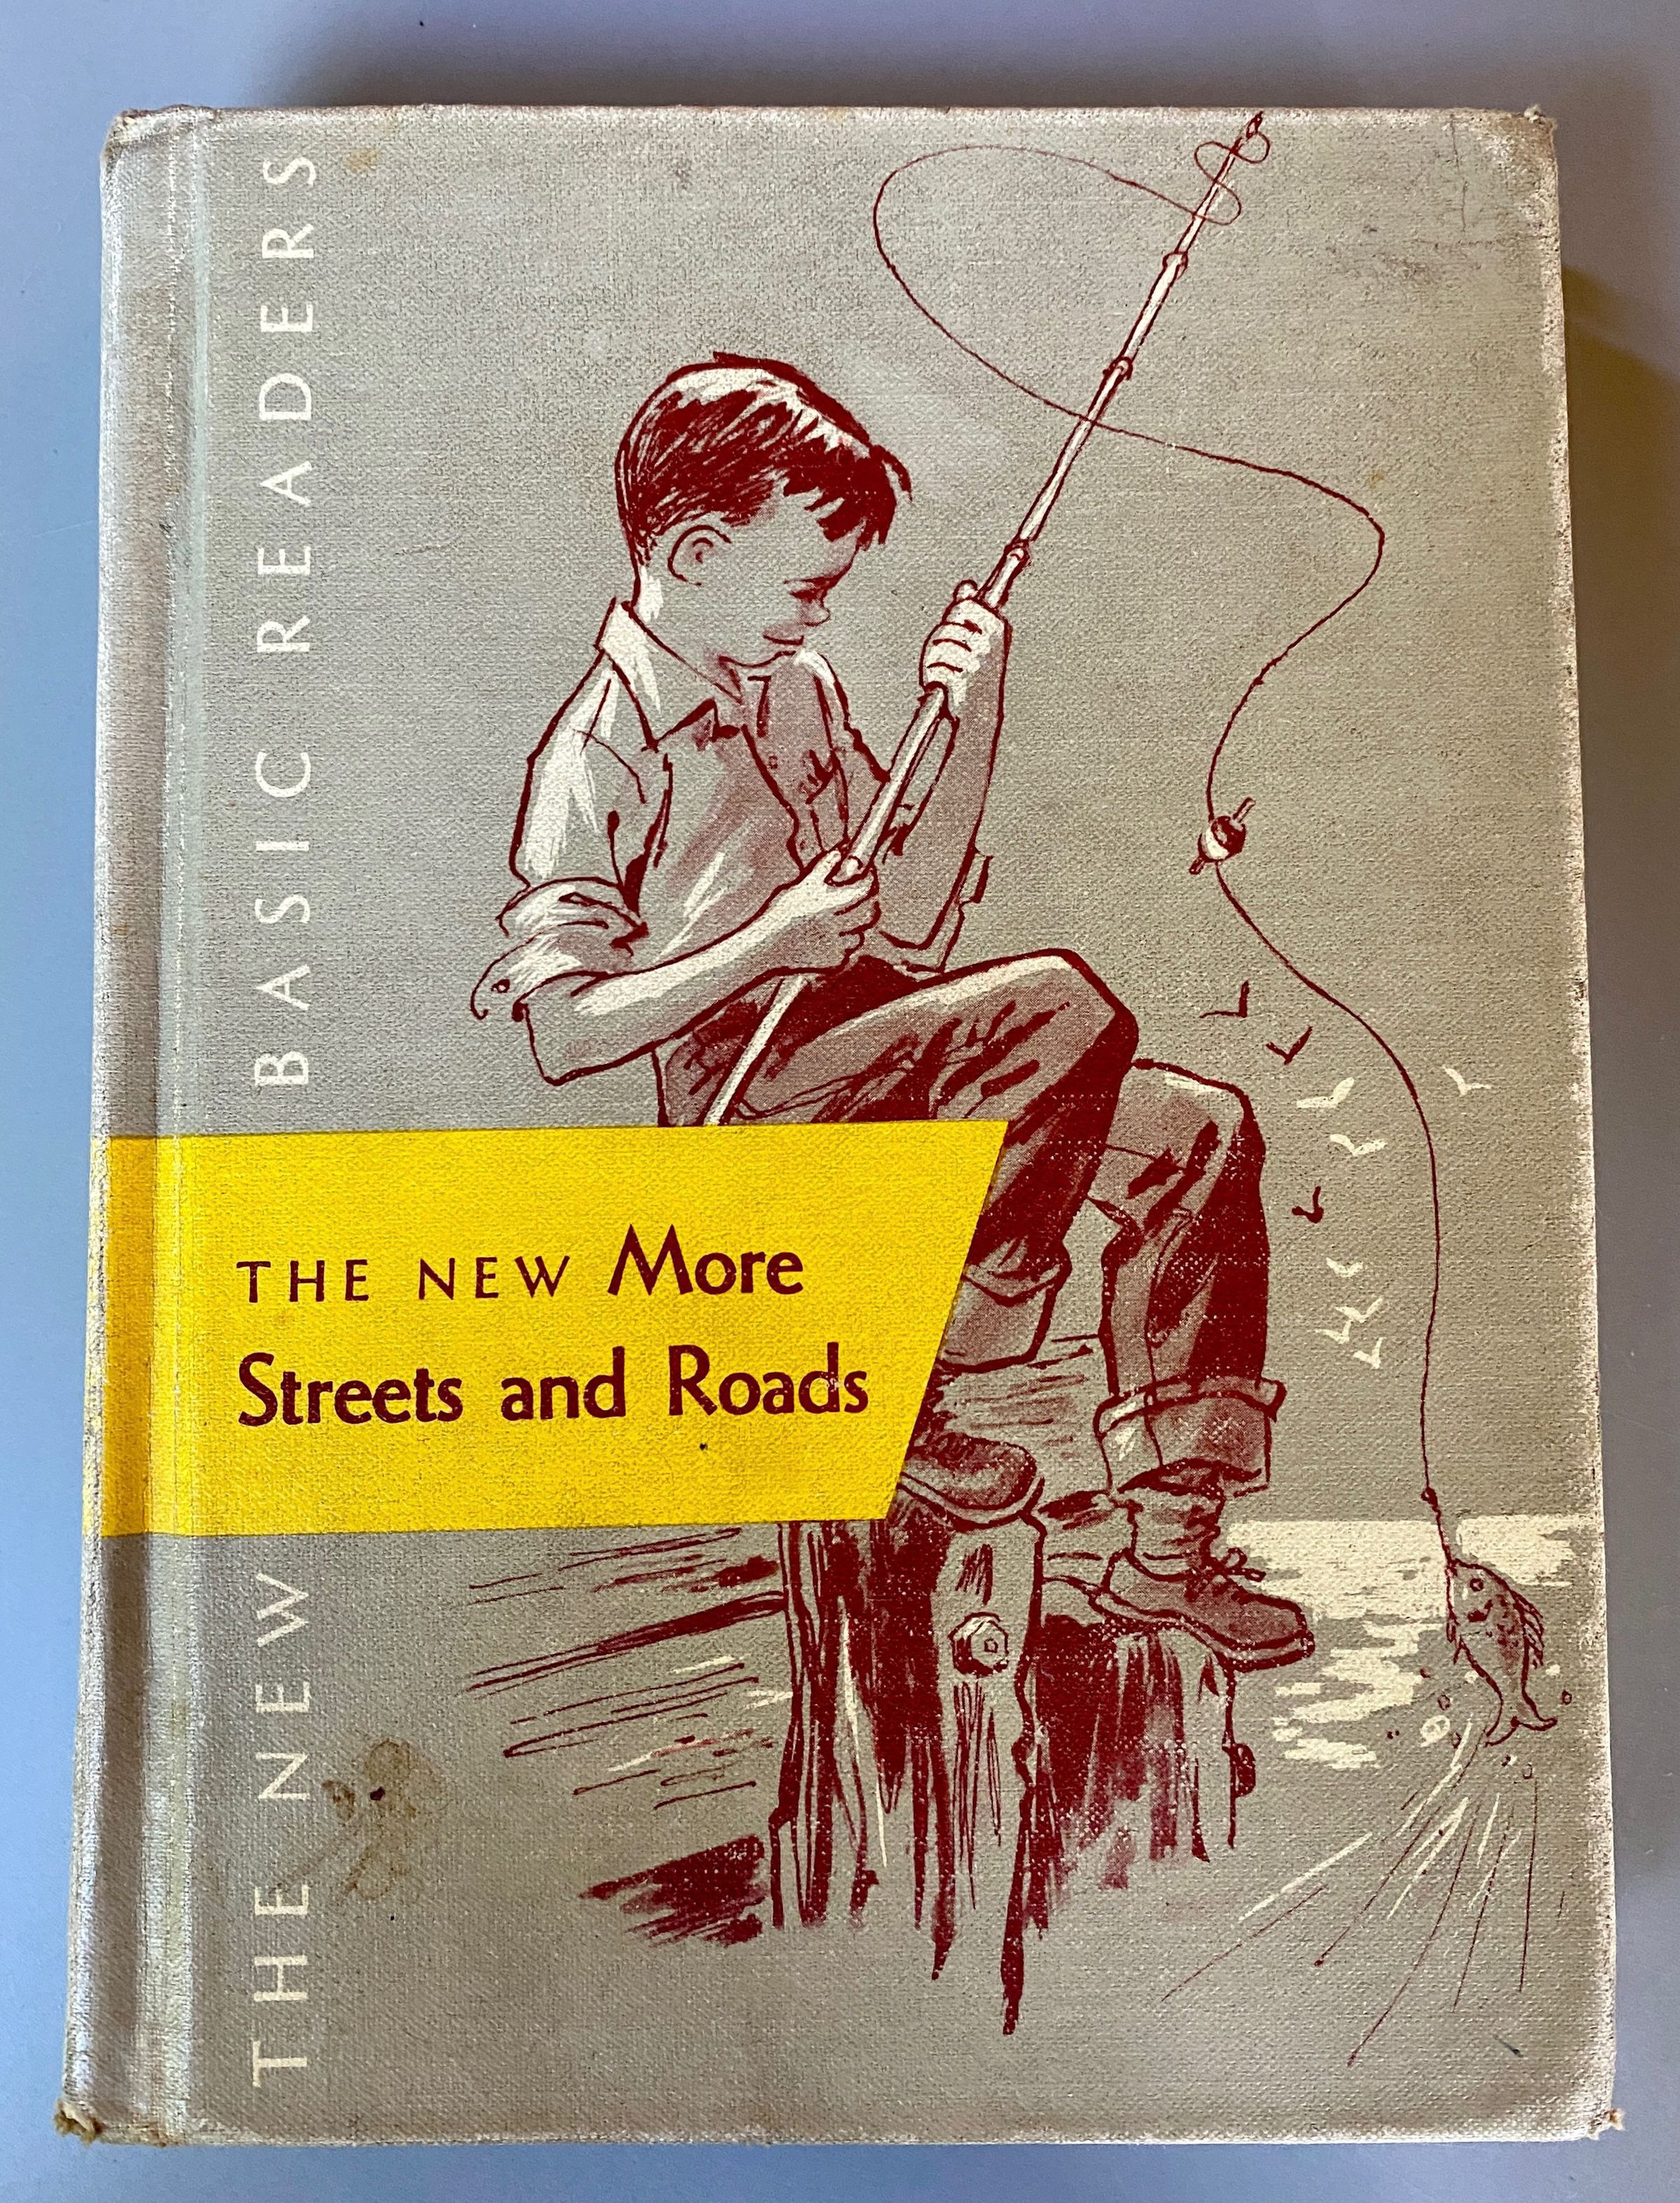 THE NEW BASIC READERS
THE NEW More
Streets and Roads